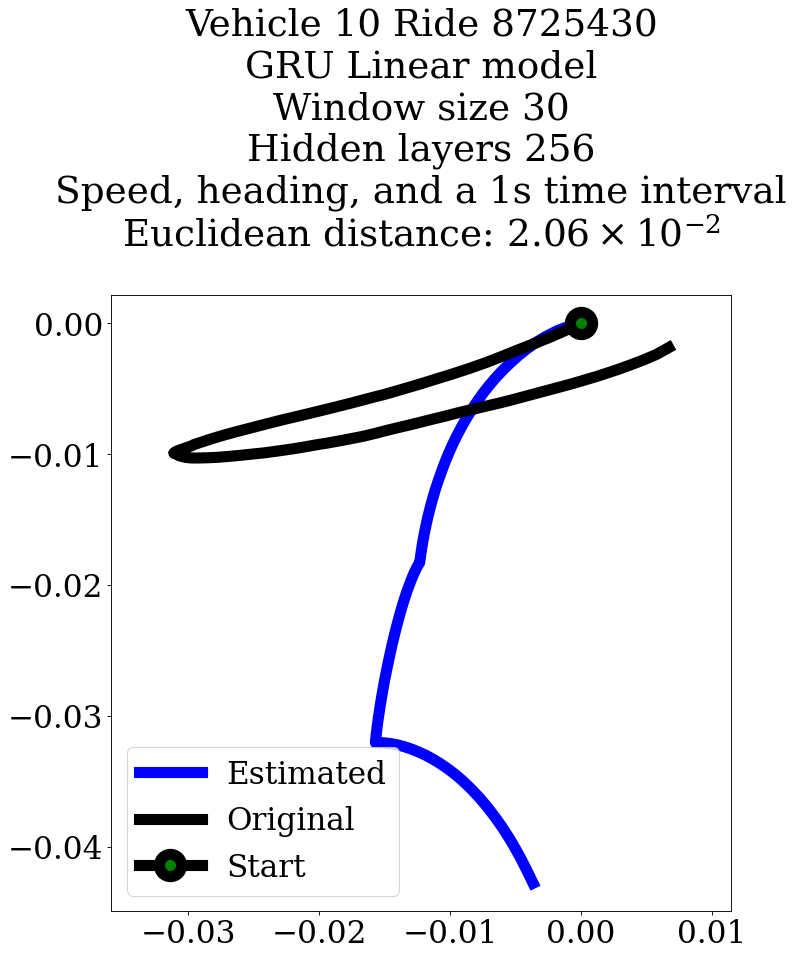 Vehicle 10 Ride 8725430
GRU Linear model
Window size 30
Hidden layers 256
Speed, heading, and a 1s time interval
Euclidean distance: 2.06 × 10⁻²
0.00
−0.01
−0.02
−0.03
−0.04
Estimated
Original
Start
−0.03 −0.02 −0.01 0.00 0.01